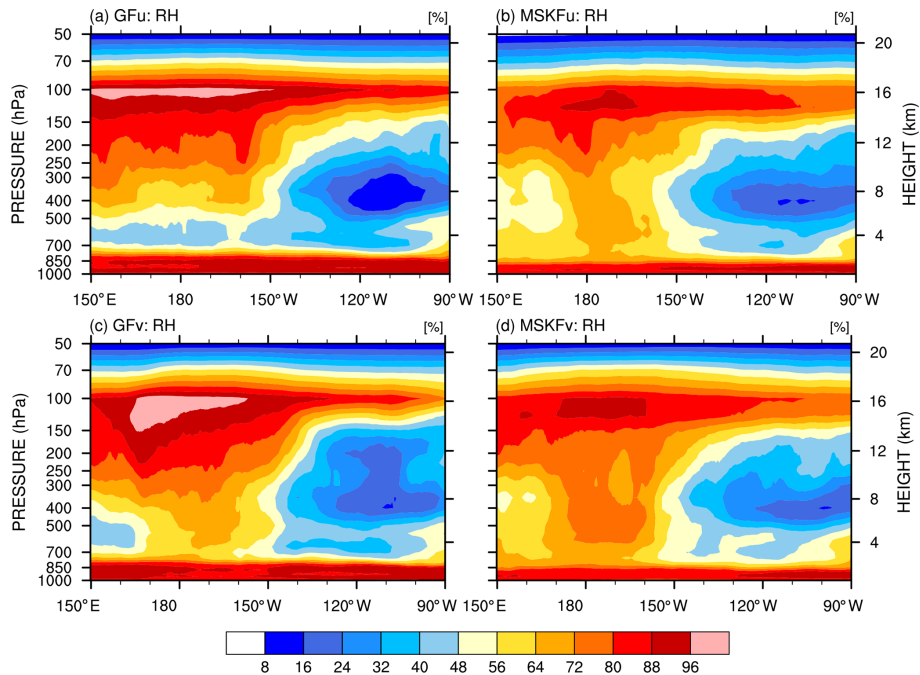 (a) GFu: RH [%]
(b) MSKFu: RH [%]
50
70
100
150
200
250
300
400
500
700
850
1000
PRESSURE (hPa)
20
16
12
8
4
HEIGHT (km)
150°E 180 150°W 120°W 90°W
150°E 180 150°W 120°W 90°W
(c) GFv: RH [%]
(d) MSKFv: RH [%]
50
70
100
150
200
250
300
400
500
700
850
1000
PRESSURE (hPa)
20
16
12
8
4
HEIGHT (km)
150°E 180 150°W 120°W 90°W
150°E 180 150°W 120°W 90°W
8 16 24 32 40 48 56 64 72 80 88 96